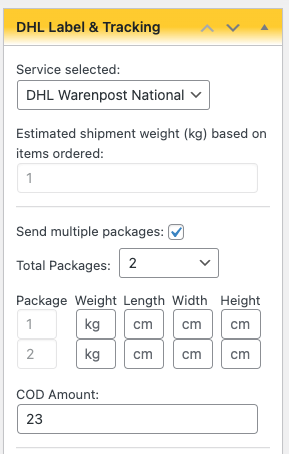 DHL Label & Tracking
Service selected:
DHL Warenpost National
Estimated shipment weight (kg) based on
items ordered:
1
Send multiple packages:
Total Packages: 2
Package Weight Length Width Height
1 kg cm cm cm
2 kg cm cm cm
COD Amount:
23